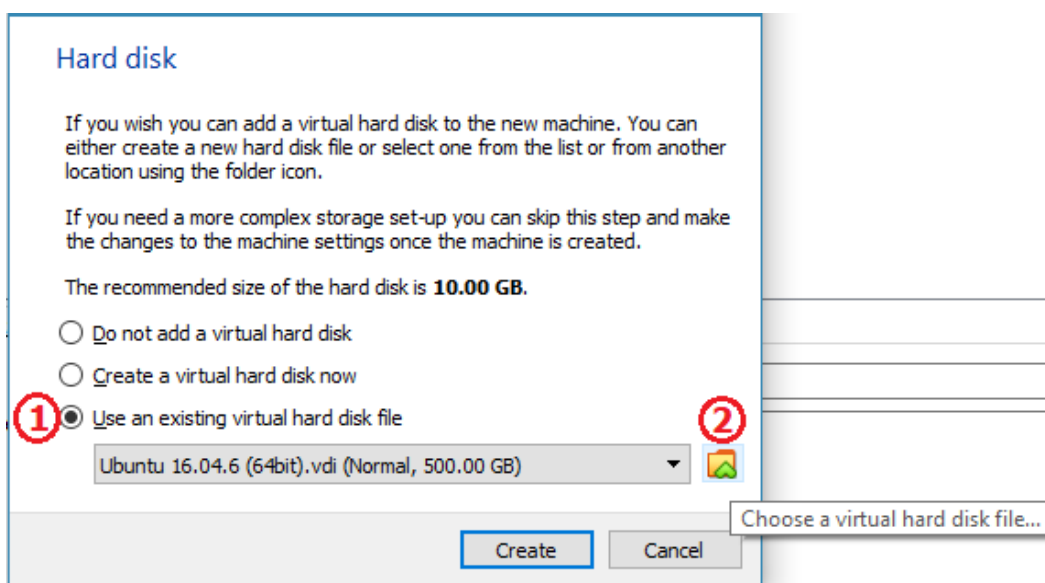 Hard disk
If you wish you can add a virtual hard disk to the new machine. You can
either create a new hard disk file or select one from the list or from another
location using the folder icon.
If you need a more complex storage set-up you can skip this step and make
the changes to the machine settings once the machine is created.
The recommended size of the hard disk is 10.00 GB.
Do not add a virtual hard disk
Create a virtual hard disk now
1 Use an existing virtual hard disk file 2
Ubuntu 16.04.6 (64bit).vdi (Normal, 500.00 GB)
Choose a virtual hard disk file...
Create Cancel